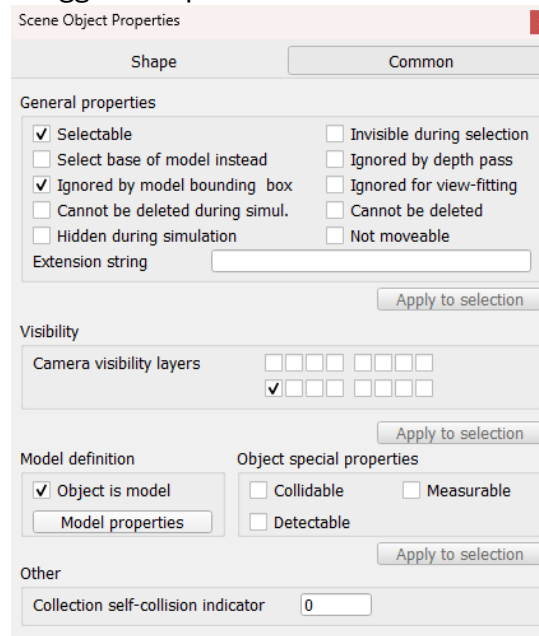 Scene Object Properties
Shape Common
General properties
Selectable Invisible during selection
Select base of model instead Ignored by depth pass
Ignored by model bounding box Ignored for view-fitting
Cannot be deleted during simul. Cannot be deleted
Hidden during simulation Not moveable
Extension string
Apply to selection
Visibility
Camera visibility layers
Apply to selection
Model definition Object special properties
Object is model Collidable Measurable
Model properties Detectable
Apply to selection
Other
Collection self-collision indicator 0